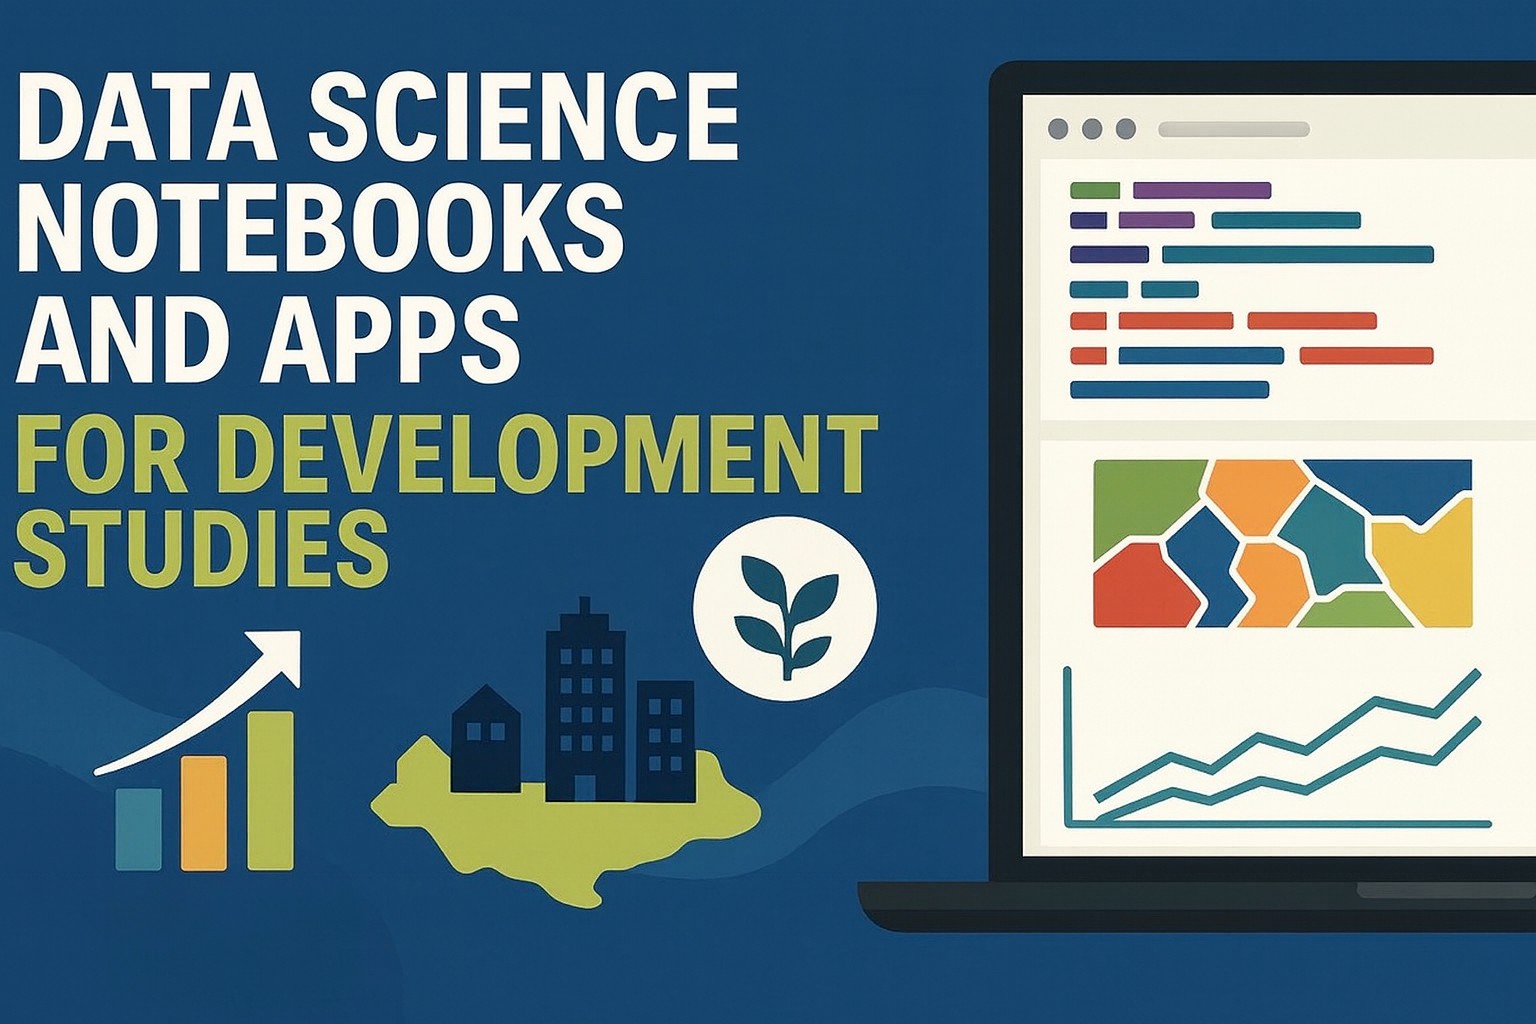 DATA SCIENCE
NOTEBOOKS
AND APPS
FOR DEVELOPMENT
STUDIES